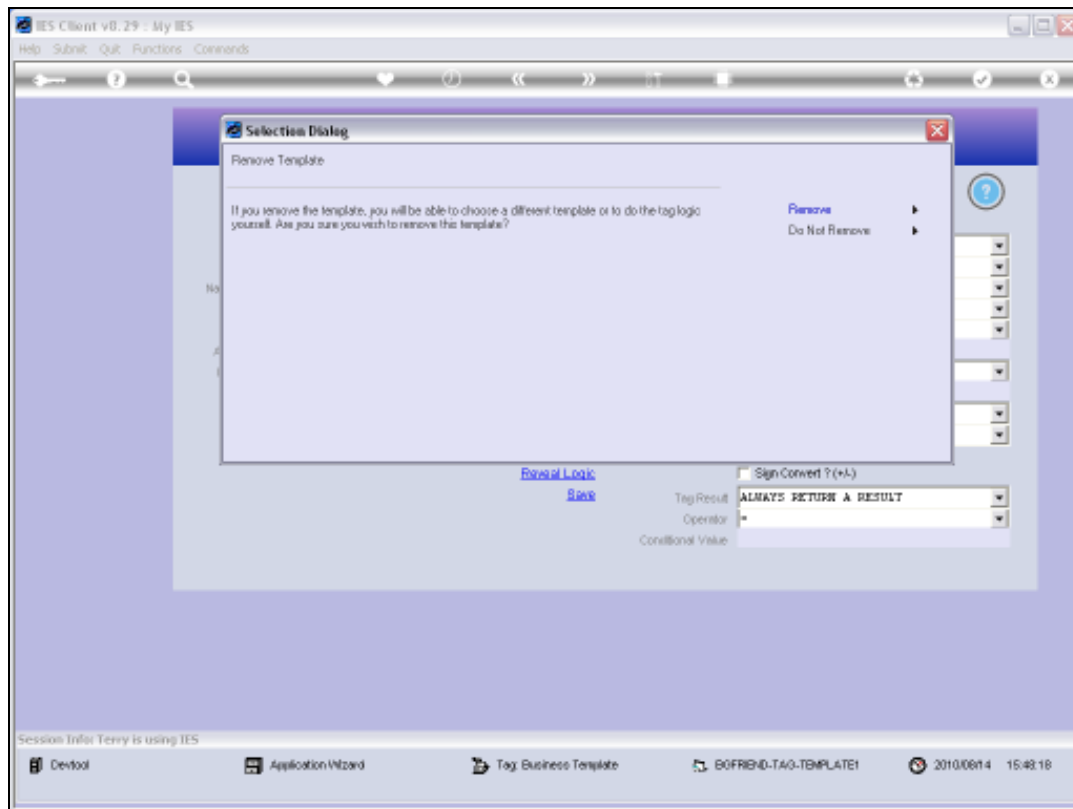 IES Client v8.29 : My IES
Help Submit Quit Functions Commands
Selection Dialog
Remove Template
If you remove the template, you will be able to choose a different template or to do the tag logic
yourself. Are you sure you wish to remove this template?
Remove
Do Not Remove
Reveal Logic
Sign Convert ? (+/-)
Save
Tag Result ALWAYS RETURN A RESULT
Operator =
Conditional Value
Session Info: Terry is using IES
Devtool Application Wizard Tag: Business Template BGFRIEND-TAG-TEMPLATE1 2010/08/14 15:48:18